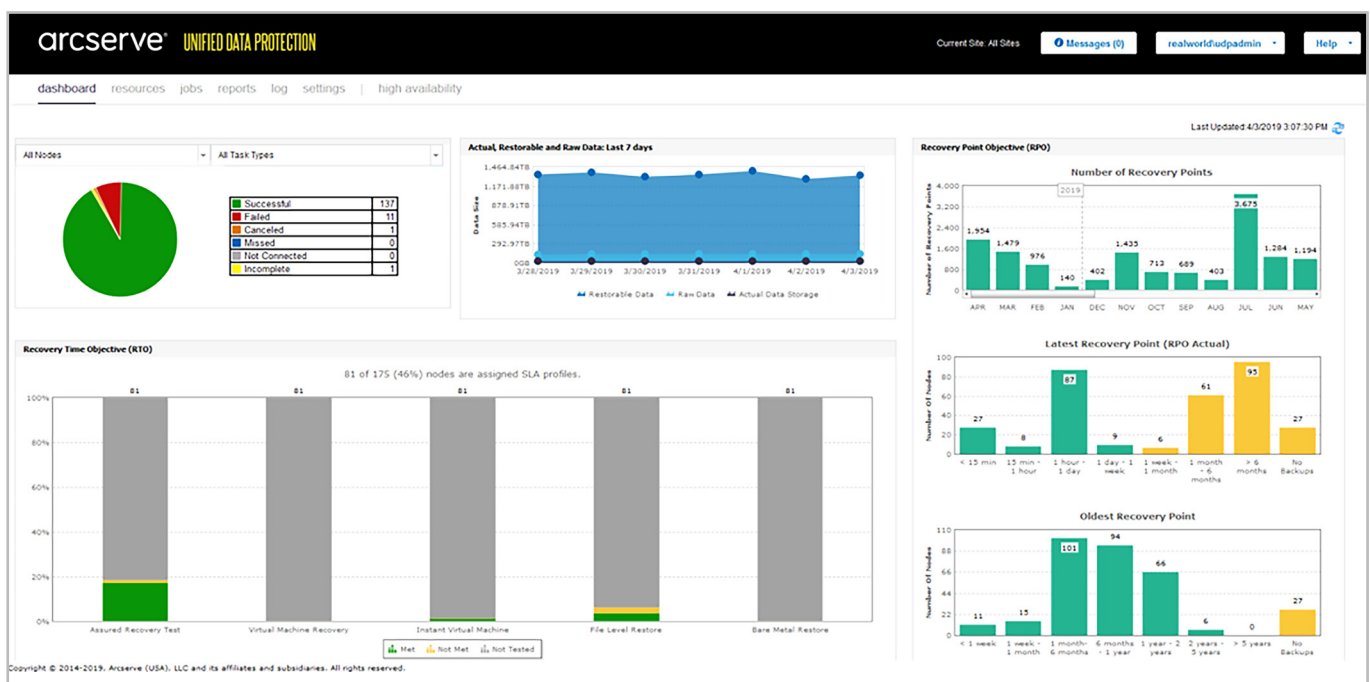 arcserve® UNIFIED DATA PROTECTION
Current Site: All Sites
Messages (0)
realworld\udpadmin
Help
dashboard resources jobs reports log settings | high availability
Last Updated:4/3/2019 3:07:30 PM
All Nodes
All Task Types
Successful 137
Failed 11
Canceled 1
Missed 0
Not Connected 0
Incomplete 1
Actual, Restorable and Raw Data: Last 7 days
Data Size
1,464.84TB
1,171.88TB
878.91TB
585.94TB
292.97TB
0GB
3/28/2019 3/29/2019 3/30/2019 3/31/2019 4/1/2019 4/2/2019 4/3/2019
Restorable Data Raw Data Actual Data Storage
Recovery Time Objective (RTO)
81 of 175 (46%) nodes are assigned SLA profiles.
81 81 81 81 81
100%
80%
60%
40%
20%
0%
Assured Recovery Test Virtual Machine Recovery Instant Virtual Machine File Level Restore Bare Metal Restore
Met Not Met Not Tested
Recovery Point Objective (RPO)
Number of Recovery Points
Number of Recovery Points
4,000
3,200
2,400
1,600
800
0
2019
1,954 1,479 976 140 402 1,435 713 689 403 3,675 1,284 1,194
APR MAR FEB JAN DEC NOV OCT SEP AUG JUL JUN MAY
Latest Recovery Point (RPO Actual)
Number Of Nodes
100
80
60
40
20
0
27 8 87 9 6 61 95 27
< 15 min 15 min - 1 hour 1 hour - 1 day 1 day - 1 week 1 week - 1 month 1 month - 6 months > 6 months No Backups
Oldest Recovery Point
Number Of Nodes
110
88
66
44
22
0
11 15 101 94 66 6 0 27
< 1 week 1 week - 1 month 1 month- 6 months 6 months - 1 year 1 year - 2 years 2 years - 5 years > 5 years No Backups
Copyright © 2014-2019, Arcserve (USA), LLC and its affiliates and subsidiaries. All rights reserved.